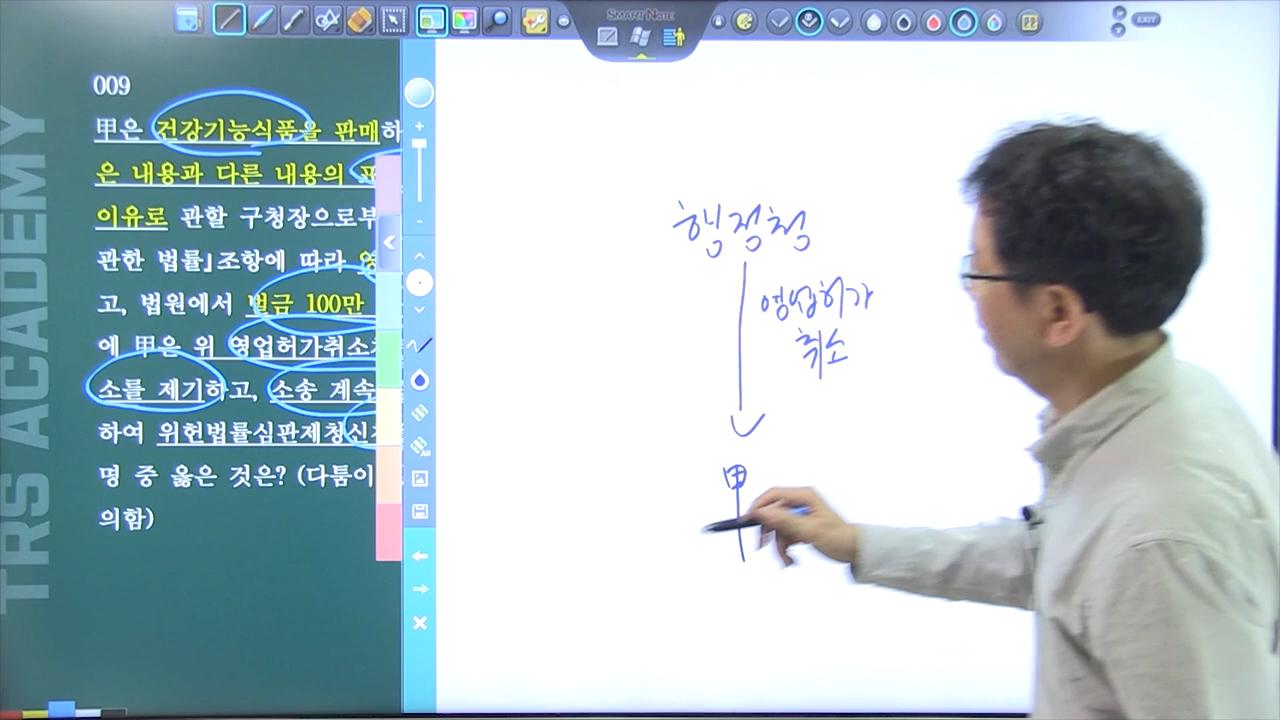 SMART NOTE
EXIT
TRS ACADEMY
009
甲은 건강기능식품을 판매하
은 내용과 다른 내용의
이유로 관할 구청장으로부
관한 법률」조항에 따라 영
고, 법원에서 벌금 100만
에 甲은 위 영업허가취소
소를 제기하고, 소송 계속
하여 위헌법률심판제청신
명 중 옳은 것은? (다툼이
의함)
행정청
영업허가
취소
甲